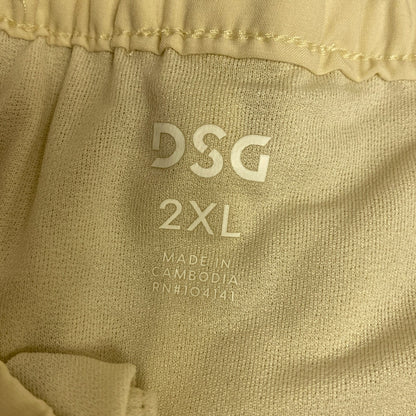 DSG
2XL
MADE IN
CAMBODIA
RN#104141